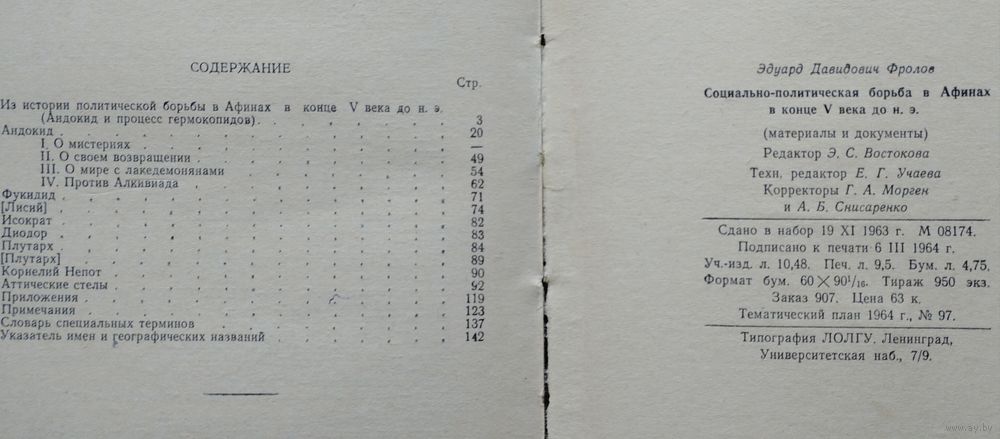 СОДЕРЖАНИЕ
Стр.
Из истории политической борьбы в Афинах в конце V века до н. э.
(Андокид и процесс гермокопидов). . . . . . . . . . 3
Андокид . . . . . . . . . . . . . . . . 20
I. О мистериях . . . . . . . . . . . . . —
II. О своем возвращении . . . . . . . . . . 49
III. О мире с лакедемонянами . . . . . . . . . 54
IV. Против Алкивиада . . . . . . . . . . . 62
Фукидид . . . . . . . . . . . . . . . . 71
[Лисий] . . . . . . . . . . . . . . . . 74
Исократ . . . . . . . . . . . . . . . . 82
Диодор . . . . . . . . . . . . . . . . 83
Плутарх . . . . . . . . . . . . . . . . 84
[Плутарх] . . . . . . . . . . . . . . . 89
Корнелий Непот . . . . . . . . . . . . . 90
Аттические стелы . . . . . . . . . . . . . 92
Приложения . . . . . . . . . . . . . . 119
Примечания . . . . . . . . . . . . . . 123
Словарь специальных терминов . . . . . . . . . 137
Указатель имен и географических названий . . . . . . . 142
Эдуард Давидович Фролов
Социально-политическая борьба в Афинах
в конце V века до н. э.
(материалы и документы)
Редактор Э. С. Востокова
Техн. редактор Е. Г. Учаева
Корректоры Г. А. Морген
и А. Б. Снисаренко
Сдано в набор 19 XI 1963 г. М 08174.
Подписано к печати 6 III 1964 г.
Уч.-изд. л. 10,48. Печ. л. 9,5. Бум. л. 4,75.
Формат бум. 60×90¹/₁₆. Тираж 950 экз.
Заказ 907. Цена 63 к.
Тематический план 1964 г., № 97.
Типография ЛОЛГУ. Ленинград,
Университетская наб., 7/9.
www.ay.by